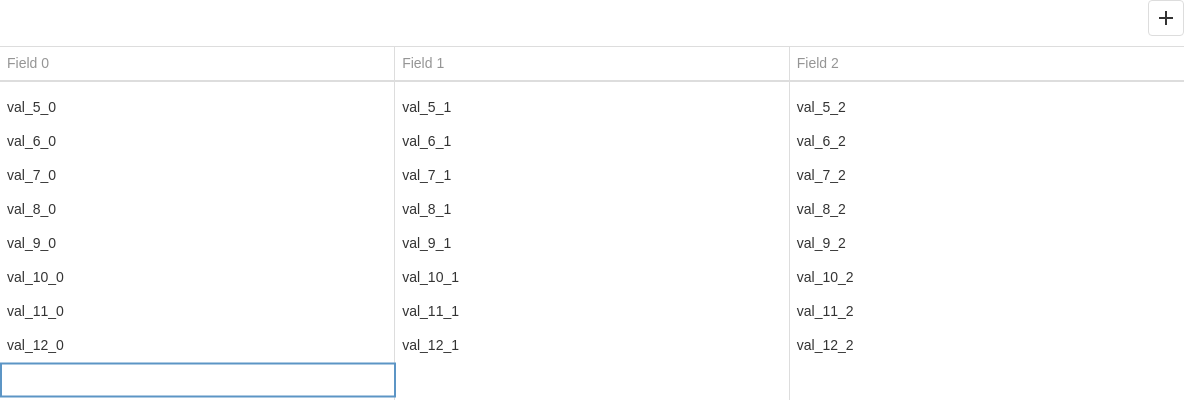 Field 0 Field 1 Field 2
val_5_0 val_5_1 val_5_2
val_6_0 val_6_1 val_6_2
val_7_0 val_7_1 val_7_2
val_8_0 val_8_1 val_8_2
val_9_0 val_9_1 val_9_2
val_10_0 val_10_1 val_10_2
val_11_0 val_11_1 val_11_2
val_12_0 val_12_1 val_12_2